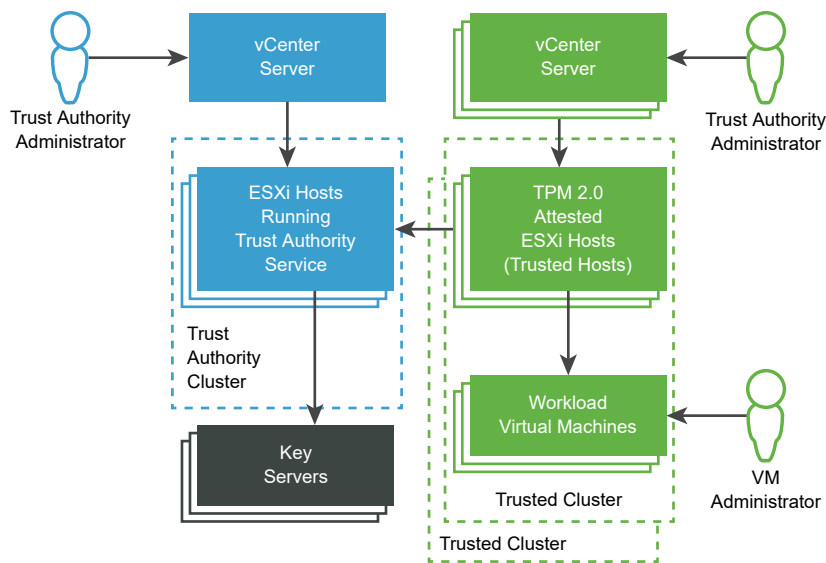 vCenter
Server
vCenter
Server
Trust Authority
Administrator
Trust Authority
Administrator
ESXi Hosts
Running
Trust Authority
Service
TPM 2.0
Attested
ESXi Hosts
(Trusted Hosts)
Trust
Authority
Cluster
Workload
Virtual Machines
Key
Servers
VM
Administrator
Trusted Cluster
Trusted Cluster